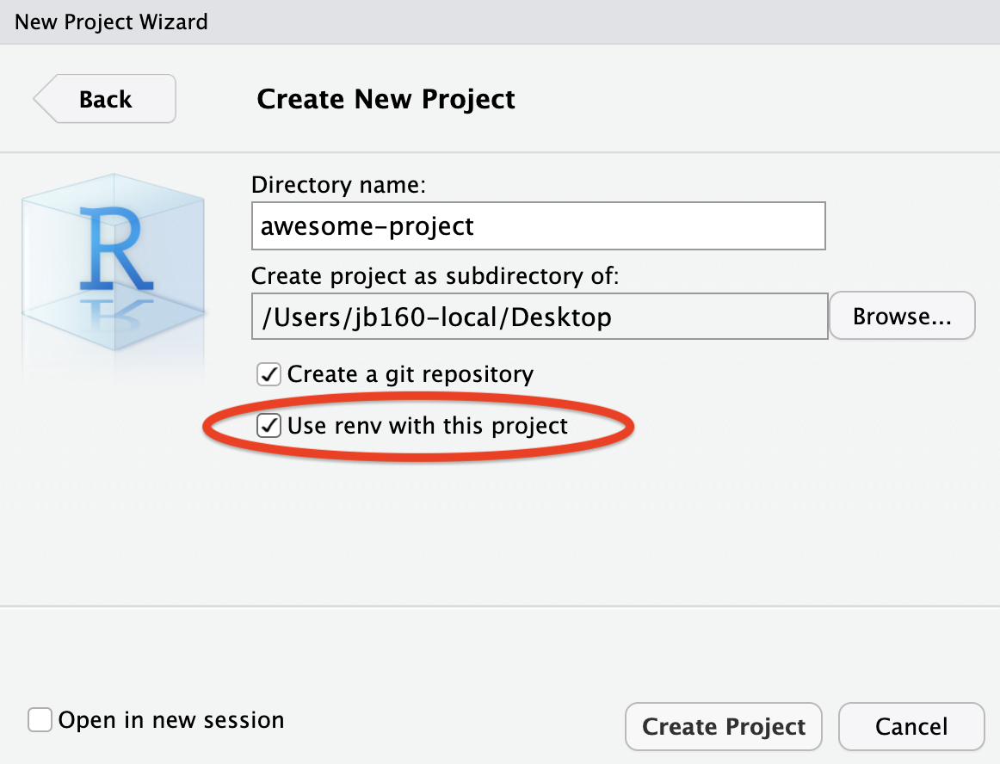 New Project Wizard
Back
Create New Project
R
Directory name:
awesome-project
Create project as subdirectory of:
/Users/jb160-local/Desktop
Browse...
Create a git repository
Use renv with this project
Open in new session
Create Project
Cancel